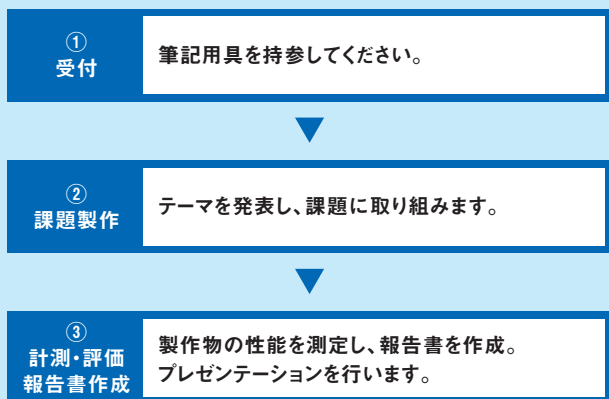 ①
受付
筆記用具を持参してください。
②
課題製作
テーマを発表し、課題に取り組みます。
③
計測・評価
報告書作成
製作物の性能を測定し、報告書を作成。
プレゼンテーションを行います。